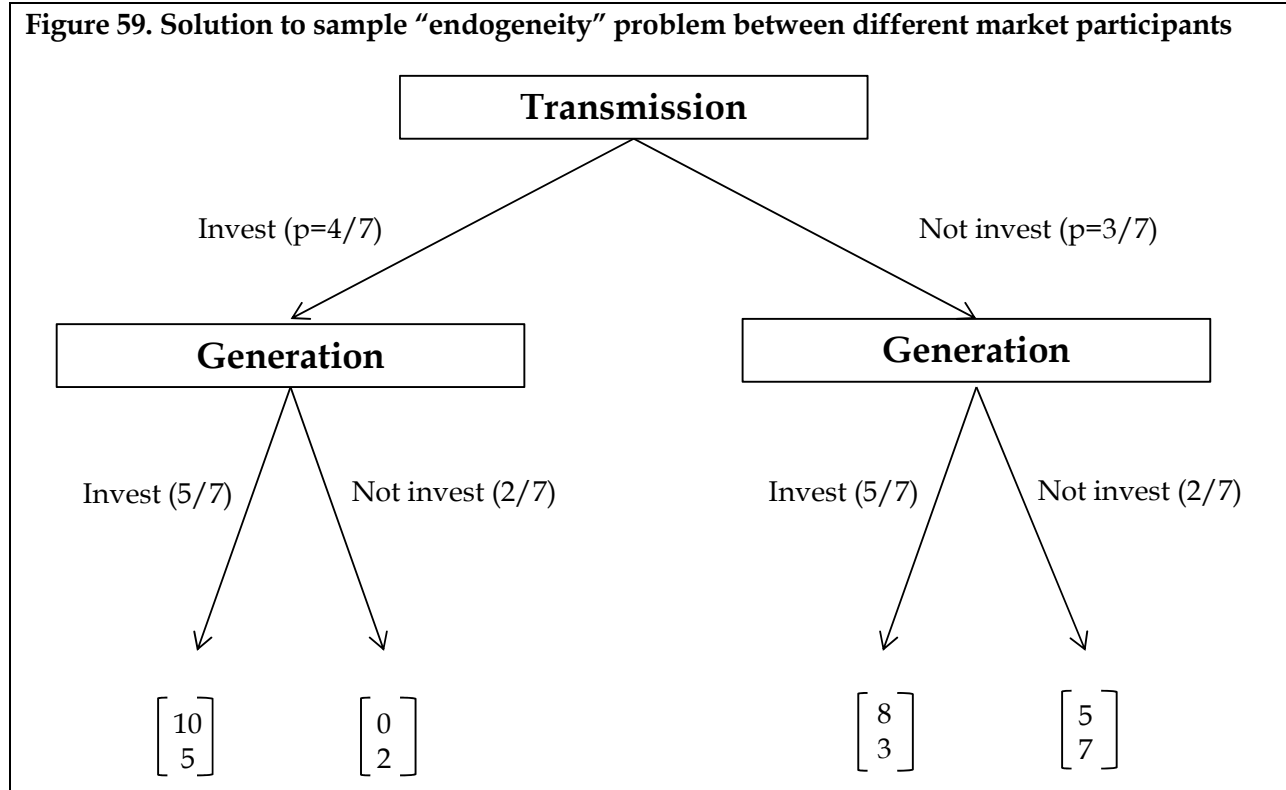 Figure 59. Solution to sample “endogeneity” problem between different market participants
Transmission
Invest (p=4/7)
Not invest (p=3/7)
Generation
Generation
Invest (5/7)
Not invest (2/7)
Invest (5/7)
Not invest (2/7)
10
5
0
2
8
3
5
7